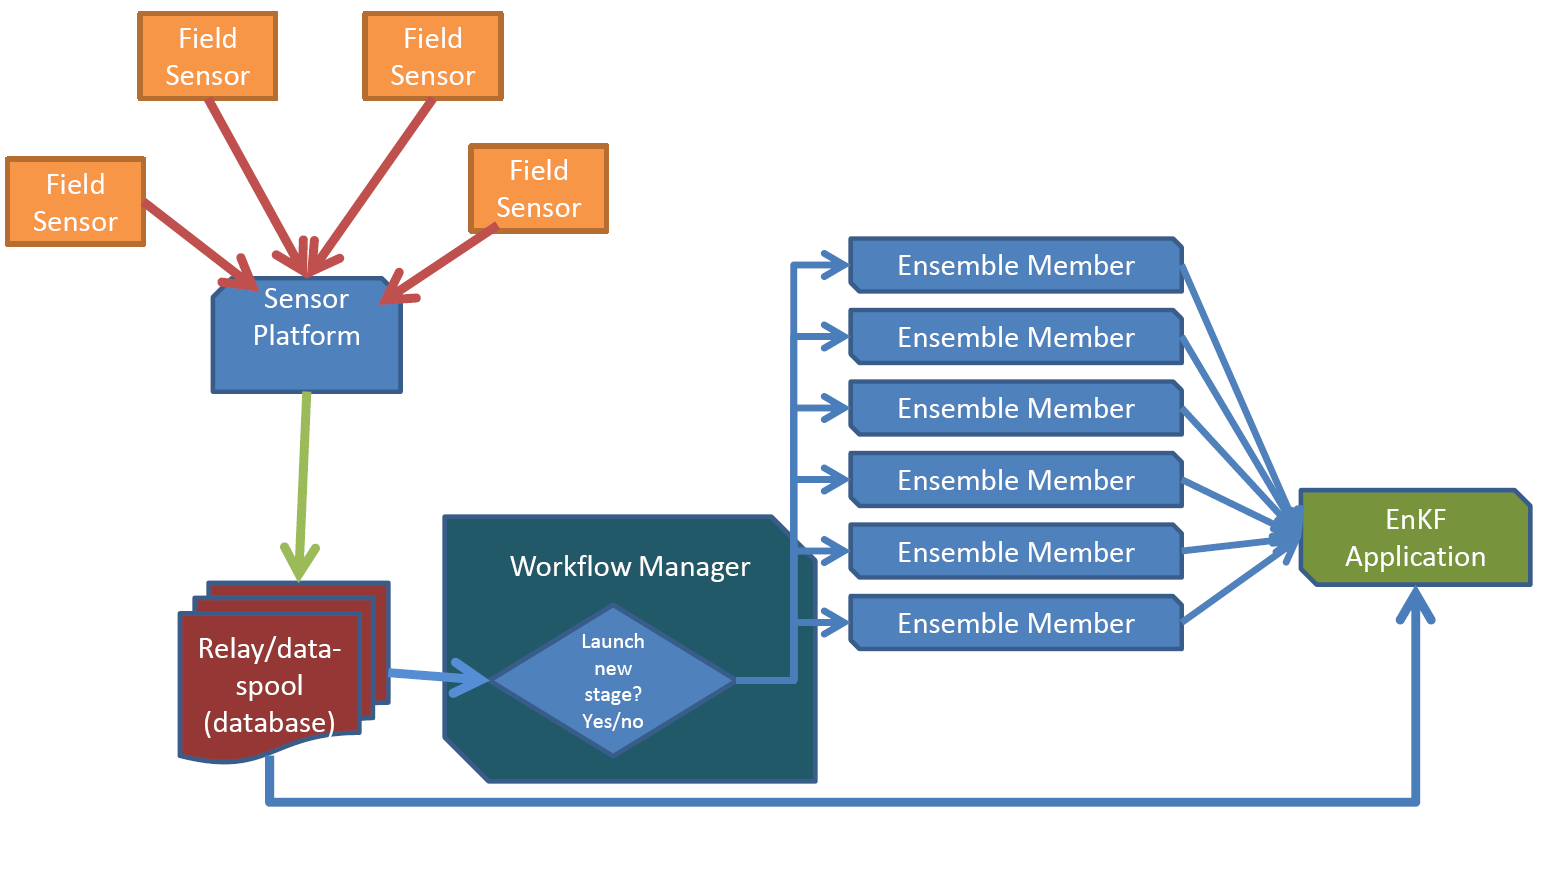 Field
Sensor
Field
Sensor
Field
Sensor
Field
Sensor
Sensor
Platform
Relay/data-
spool
(database)
Workflow Manager
Launch
new
stage?
Yes/no
Ensemble Member
Ensemble Member
Ensemble Member
Ensemble Member
Ensemble Member
Ensemble Member
EnKF
Application